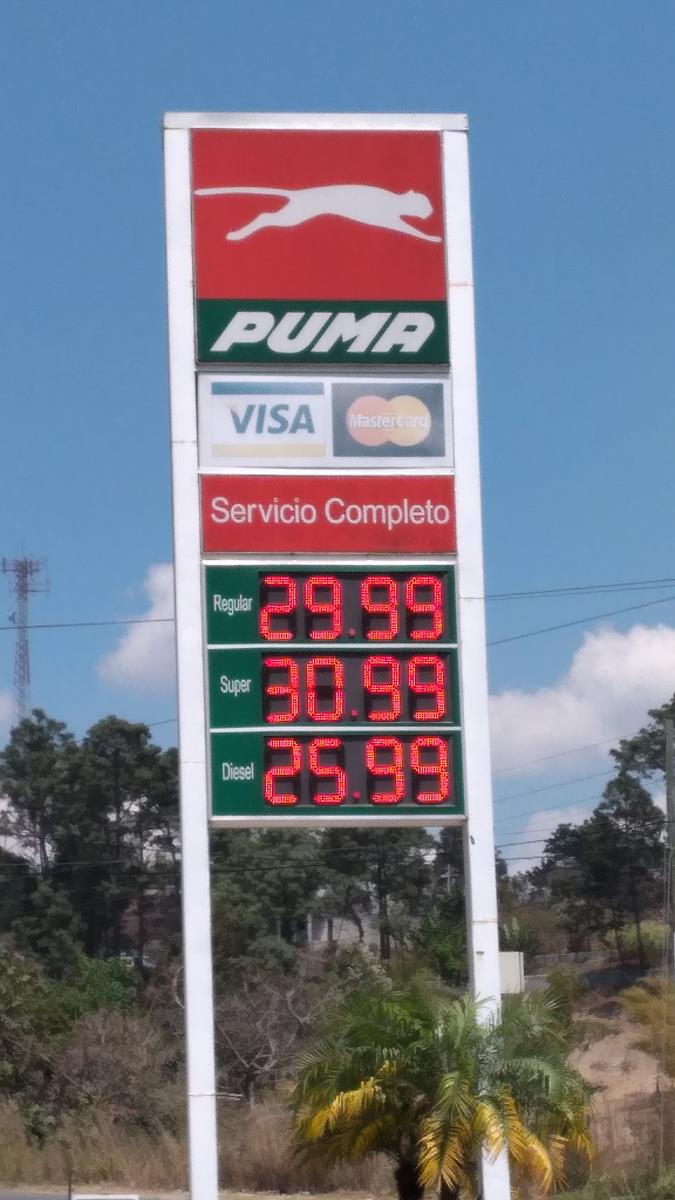 PUMA
VISA MasterCard
Servicio Completo
Regular 29.99
Super 30.99
Diesel 25.99